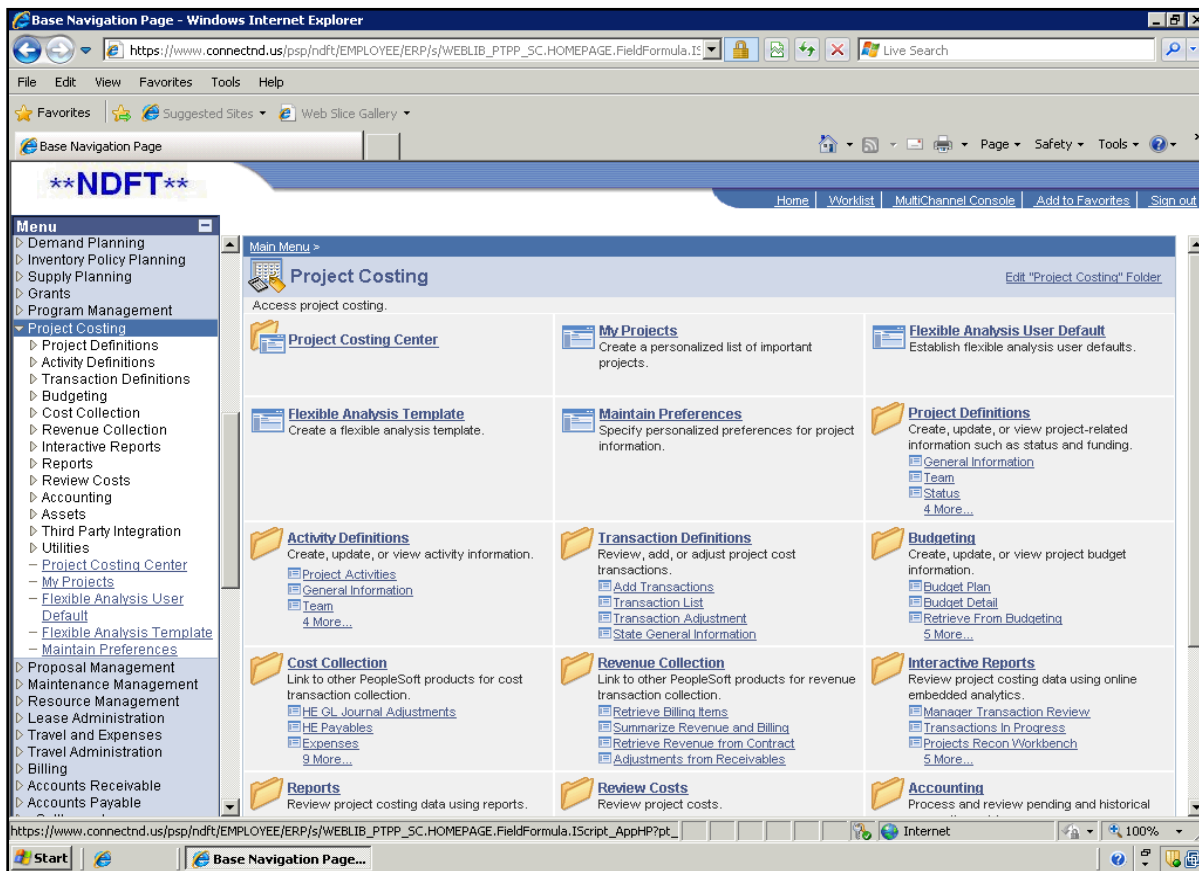 Base Navigation Page - Windows Internet Explorer
https://www.connectnd.us/psp/ndft/EMPLOYEE/ERP/s/WEBLIB_PTPP_SC.HOMEPAGE.FieldFormula.IS
Live Search
File Edit View Favorites Tools Help
Favorites Suggested Sites Web Slice Gallery
Base Navigation Page
Page Safety Tools
**NDFT**
Home Worklist MultiChannel Console Add to Favorites Sign out
Menu
Demand Planning
Inventory Policy Planning
Supply Planning
Grants
Program Management
Project Costing
Project Definitions
Activity Definitions
Transaction Definitions
Budgeting
Cost Collection
Revenue Collection
Interactive Reports
Reports
Review Costs
Accounting
Assets
Third Party Integration
Utilities
– Project Costing Center
– My Projects
– Flexible Analysis User
Default
– Flexible Analysis Template
– Maintain Preferences
Proposal Management
Maintenance Management
Resource Management
Lease Administration
Travel and Expenses
Travel Administration
Billing
Accounts Receivable
Accounts Payable
Main Menu >
Project Costing
Edit "Project Costing" Folder
Access project costing.
Project Costing Center
My Projects
Create a personalized list of important
projects.
Flexible Analysis User Default
Establish flexible analysis user defaults.
Flexible Analysis Template
Create a flexible analysis template.
Maintain Preferences
Specify personalized preferences for project
information.
Project Definitions
Create, update, or view project-related
information such as status and funding.
General Information
Team
Status
4 More...
Activity Definitions
Create, update, or view activity information.
Project Activities
General Information
Team
4 More...
Transaction Definitions
Review, add, or adjust project cost
transactions.
Add Transactions
Transaction List
Transaction Adjustment
State General Information
Budgeting
Create, update, or view project budget
information.
Budget Plan
Budget Detail
Retrieve From Budgeting
5 More...
Cost Collection
Link to other PeopleSoft products for cost
transaction collection.
HE GL Journal Adjustments
HE Payables
Expenses
9 More...
Revenue Collection
Link to other PeopleSoft products for revenue
transaction collection.
Retrieve Billing Items
Summarize Revenue and Billing
Retrieve Revenue from Contract
Adjustments from Receivables
Interactive Reports
Review project costing data using online
embedded analytics.
Manager Transaction Review
Transactions In Progress
Projects Recon Workbench
5 More...
Reports
Review project costing data using reports.
Review Costs
Review project costs.
Accounting
Process and review pending and historical
https://www.connectnd.us/psp/ndft/EMPLOYEE/ERP/s/WEBLIB_PTPP_SC.HOMEPAGE.FieldFormula.IScript_AppHP?pt_
Internet
100%
Start
Base Navigation Page...